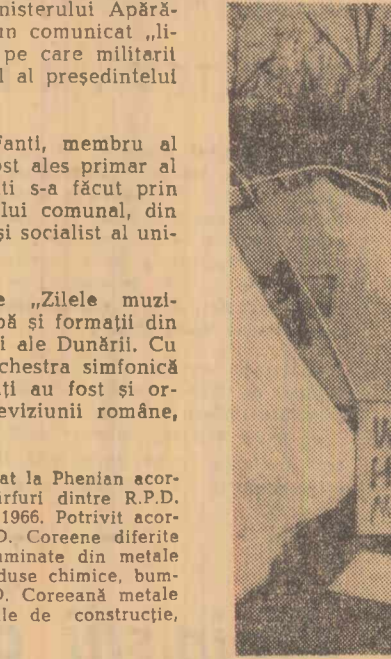 nisterului Apără-
un comunicat „li-
pe care militarii
l al președintelui
fanti, membru al
ost ales primar al
ti s-a făcut prin
lui comunal, din
și socialist al uni-
e „Zilele muzi-
pă și formații din
i ale Dunării. Cu
chestra simfonică
ați au fost și or-
eviziunii române,
at la Phenian acor-
ărfuri dintre R.P.D.
1966. Potrivit acor-
D. Coreene diferite
aminate din metale
duse chimice, bum-
D. Coreeană metale
le de construcție,